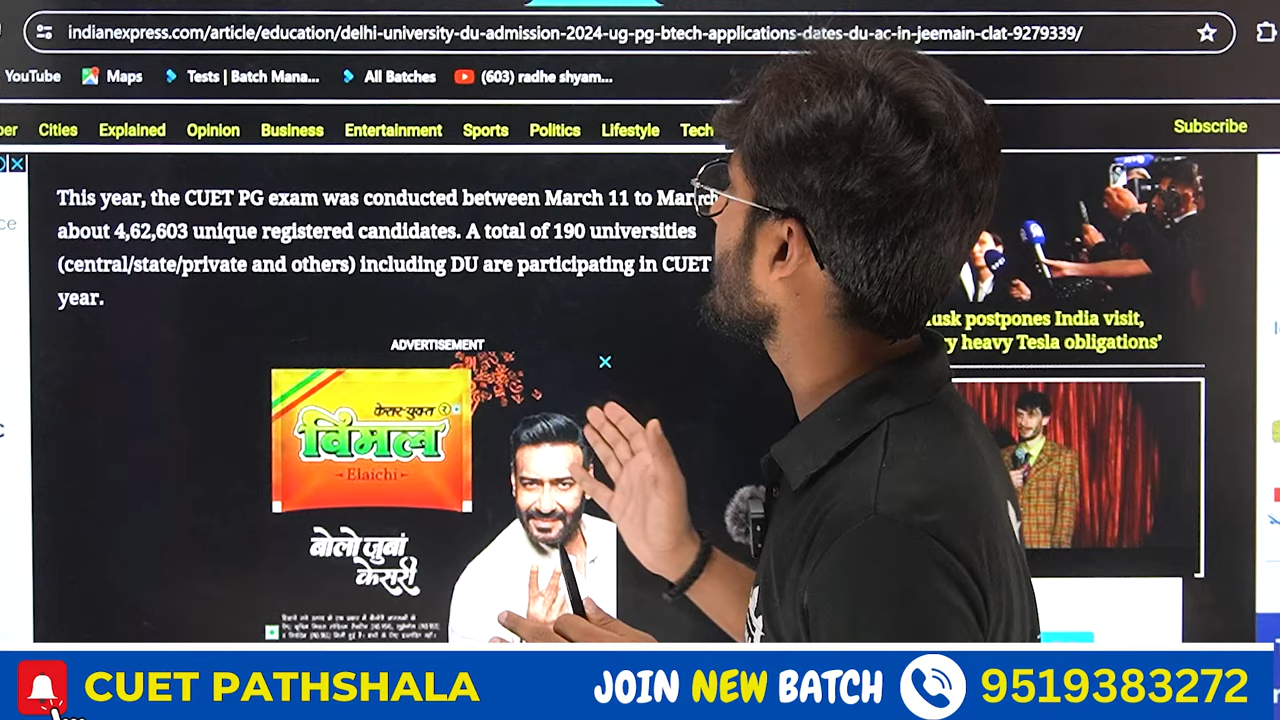 indianexpress.com/article/education/delhi-university-du-admission-2024-ug-pg-btech-applications-dates-du-ac-in-jeemain-clat-9279339/
YouTube Maps Tests | Batch Mana... All Batches (603) radhe shyam...
per Cities Explained Opinion Business Entertainment Sports Politics Lifestyle Tech Subscribe
This year, the CUET PG exam was conducted between March 11 to March
about 4,62,603 unique registered candidates. A total of 190 universities
(central/state/private and others) including DU are participating in CUET
year.
usk postpones India visit,
y heavy Tesla obligations'
ADVERTISEMENT
केसर-युक्त
विमल
Elaichi
बोलो ज़ुबां
केसरी
CUET PATHSHALA JOIN NEW BATCH 9519383272